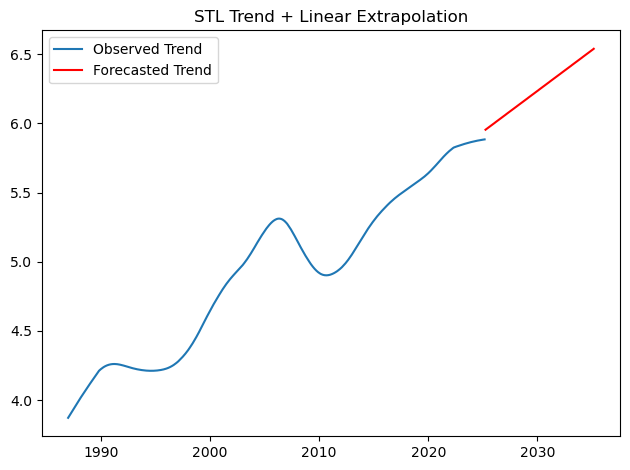 STL Trend + Linear Extrapolation
Observed Trend
Forecasted Trend
6.5
6.0
5.5
5.0
4.5
4.0
1990 2000 2010 2020 2030